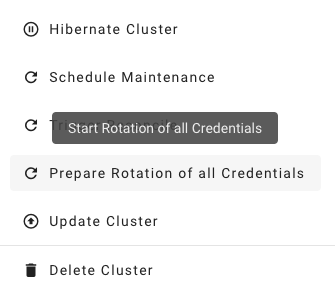 Hibernate Cluster
Schedule Maintenance
Start Rotation of all Credentials
Prepare Rotation of all Credentials
Update Cluster
Delete Cluster